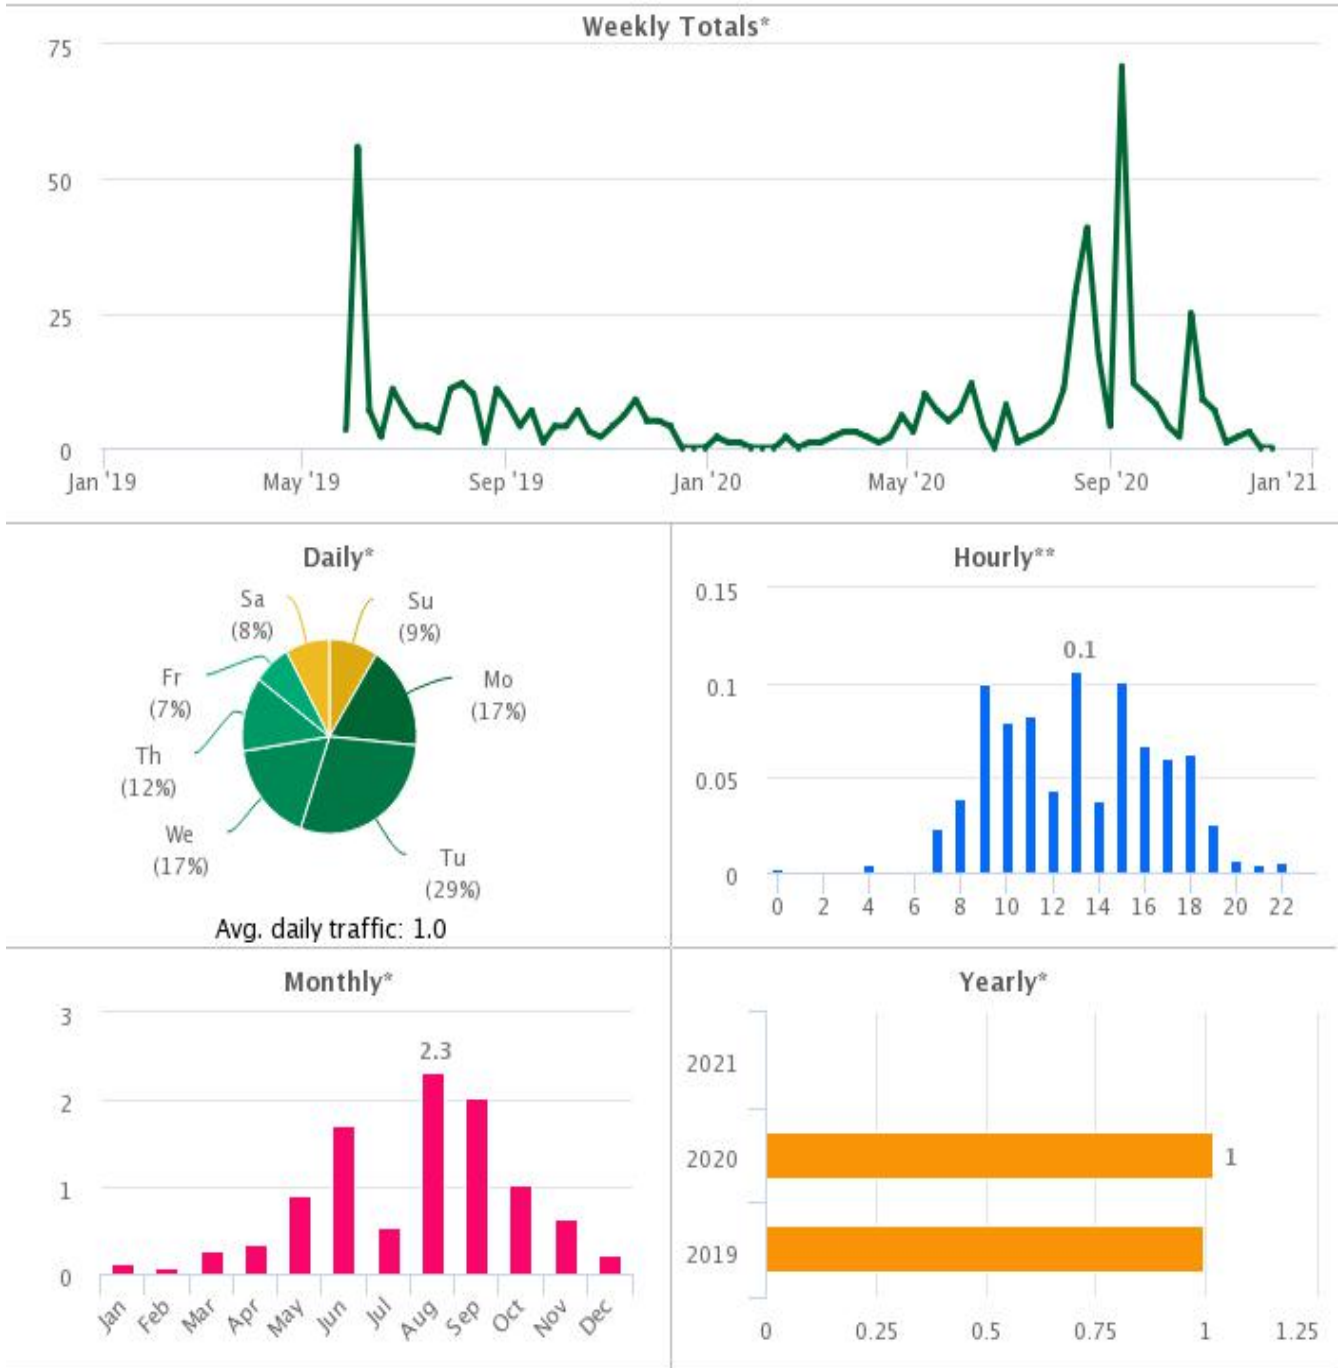 Weekly Totals*
75
50
25
0
Jan '19 May '19 Sep '19 Jan '20 May '20 Sep '20 Jan '21
Daily*
Sa
(8%)
Su
(9%)
Fr
(7%)
Mo
(17%)
Th
(12%)
We
(17%)
Tu
(29%)
Avg. daily traffic: 1.0
Hourly**
0.15
0.1
0.1
0.05
0
0 2 4 6 8 10 12 14 16 18 20 22
Monthly*
3
2.3
2
1
0
Jan Feb Mar Apr May Jun Jul Aug Sep Oct Nov Dec
Yearly*
2021
2020 1
2019
0 0.25 0.5 0.75 1 1.25